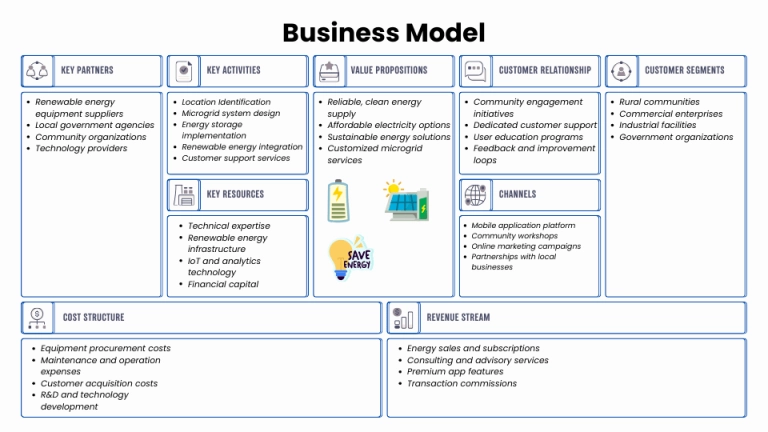 Business Model
KEY PARTNERS
• Renewable energy
equipment suppliers
• Local government agencies
• Community organizations
• Technology providers
KEY ACTIVITIES
• Location Identification
• Microgrid system design
• Energy storage
implementation
• Renewable energy integration
• Customer support services
KEY RESOURCES
• Technical expertise
• Renewable energy
infrastructure
• IoT and analytics
technology
• Financial capital
VALUE PROPOSITIONS
• Reliable, clean energy
supply
• Affordable electricity options
• Sustainable energy solutions
• Customized microgrid
services
SAVE
ENERGY
CUSTOMER RELATIONSHIP
• Community engagement
initiatives
• Dedicated customer support
• User education programs
• Feedback and improvement
loops
CHANNELS
• Mobile application platform
• Community workshops
• Online marketing campaigns
• Partnerships with local
businesses
CUSTOMER SEGMENTS
• Rural communities
• Commercial enterprises
• Industrial facilities
• Government organizations
COST STRUCTURE
• Equipment procurement costs
• Maintenance and operation
expenses
• Customer acquisition costs
• R&D and technology
development
REVENUE STREAM
• Energy sales and subscriptions
• Consulting and advisory services
• Premium app features
• Transaction commissions